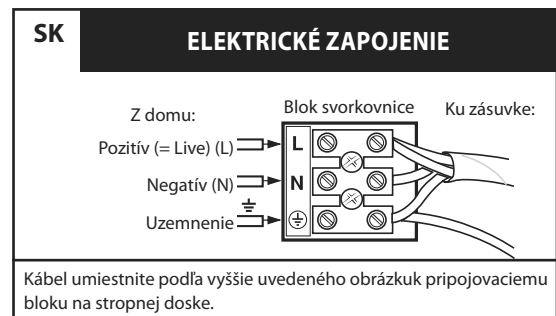 SK
ELEKTRICKÉ ZAPOJENIE
Z domu:
Blok svorkovnice
Ku zásuvke:
Pozitív (= Live) (L)
L
Negatív (N)
N
Uzemnenie
Kábel umiestnite podľa vyššie uvedeného obrázkuk pripojovaciemu
bloku na stropnej doske.